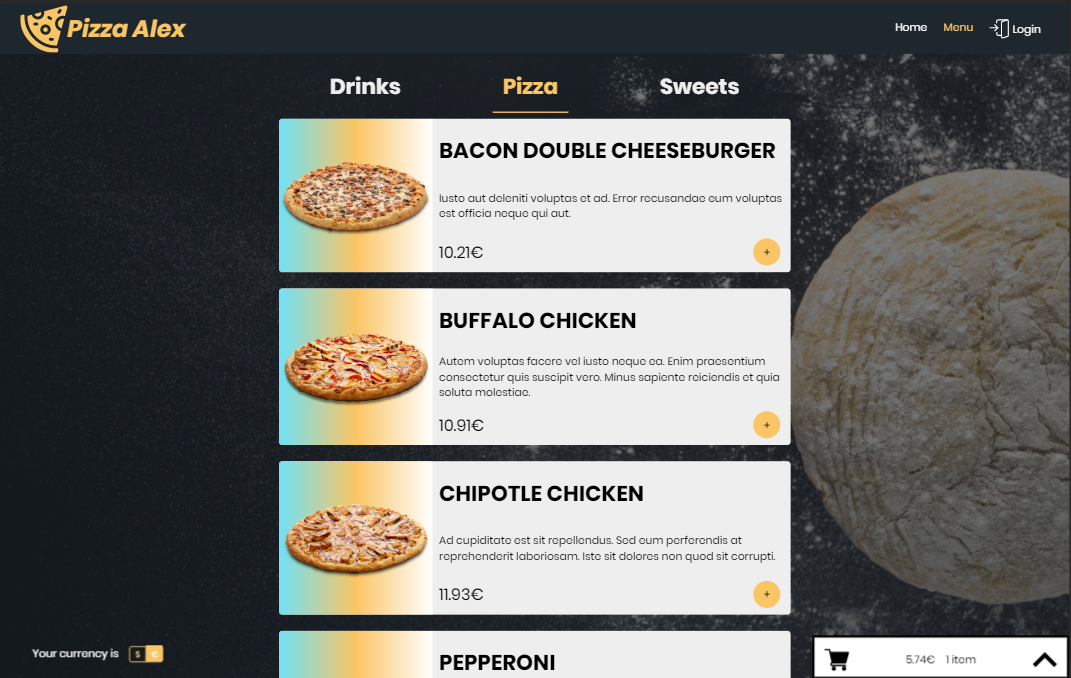 Pizza Alex
Home Menu Login
Drinks Pizza Sweets
BACON DOUBLE CHEESEBURGER
Iusto aut deleniti voluptas et ad. Error recusandae eum voluptas
est officia neque qui aut.
10.21€ +
BUFFALO CHICKEN
Autem voluptas facere vel iusto neque ea. Enim praesentium
consectetur quis suscipit vero. Minus sapiente reiciendis et quia
soluta molestiae.
10.91€ +
CHIPOTLE CHICKEN
Ad cupiditate est sit repellendus. Sed eum perferendis at
reprehenderit laboriosam. Iste sit dolores non quod sit corrupti.
11.93€ +
PEPPERONI
Your currency is $ €
5.74€ 1 item